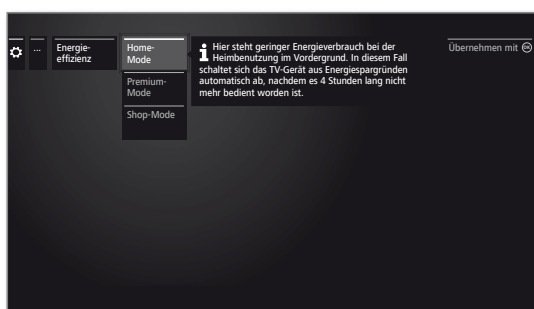 ...
Energie-
effizienz
Home-
Mode
Premium-
Mode
Shop-Mode
Hier steht geringer Energieverbrauch bei der
Heimbenutzung im Vordergrund. In diesem Fall
schaltet sich das TV-Gerät aus Energiespargründen
automatisch ab, nachdem es 4 Stunden lang nicht
mehr bedient worden ist.
Übernehmen mit OK